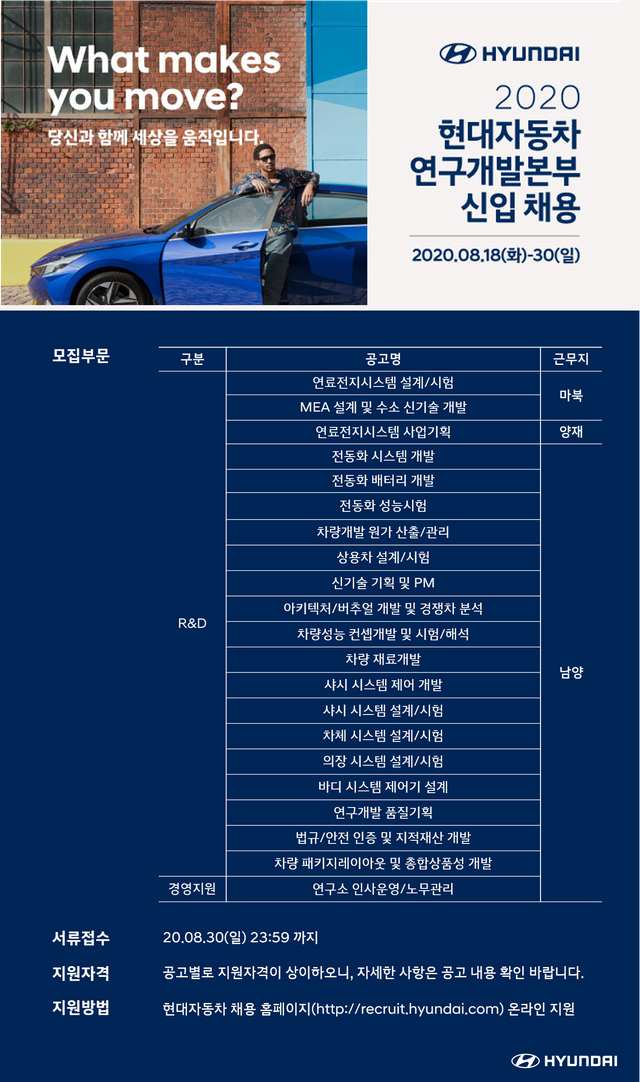 What makes
you move?
당신과 함께 세상을 움직입니다.
HYUNDAI
2020
현대자동차
연구개발본부
신입 채용
2020.08.18(화)-30(일)
모집부문
구분 공고명 근무지
연료전지시스템 설계/시험
마북
MEA 설계 및 수소 신기술 개발
연료전지시스템 사업기획 양재
전동화 시스템 개발
전동화 배터리 개발
전동화 성능시험
차량개발 원가 산출/관리
상용차 설계/시험
신기술 기획 및 PM
아키텍처/버추얼 개발 및 경쟁차 분석
R&D
차량성능 컨셉개발 및 시험/해석
차량 재료개발
남양
샤시 시스템 제어 개발
샤시 시스템 설계/시험
차체 시스템 설계/시험
의장 시스템 설계/시험
바디 시스템 제어기 설계
연구개발 품질기획
법규/안전 인증 및 지적재산 개발
차량 패키지레이아웃 및 총합상품성 개발
경영지원 연구소 인사운영/노무관리
서류접수 20.08.30(일) 23:59 까지
지원자격 공고별로 지원자격이 상이하오니, 자세한 사항은 공고 내용 확인 바랍니다.
지원방법 현대자동차 채용 홈페이지(http://recruit.hyundai.com) 온라인 지원
HYUNDAI